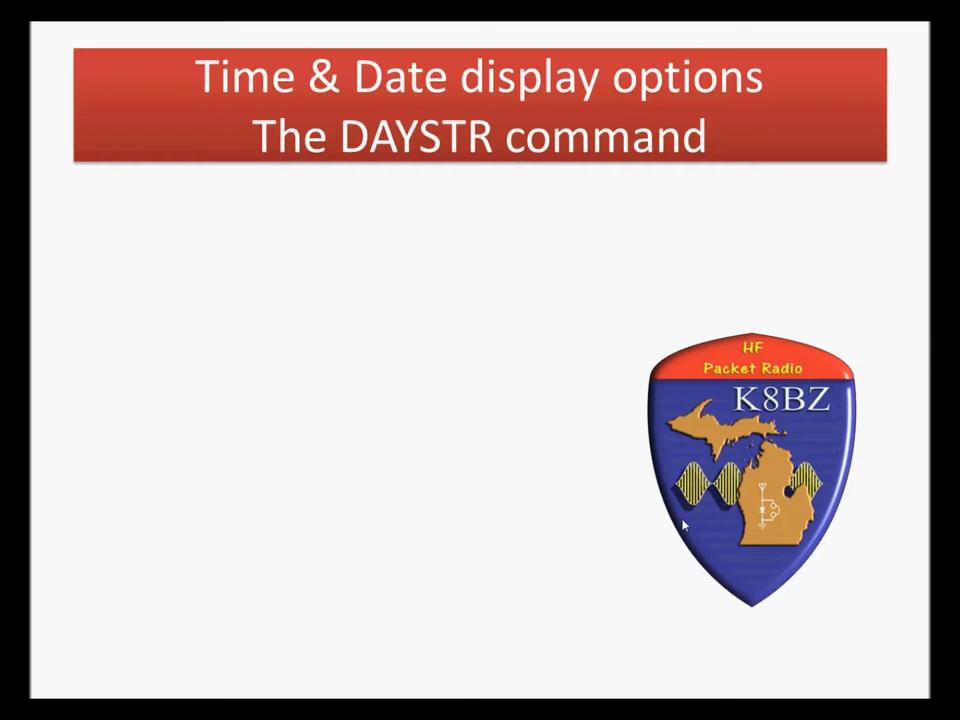 Time & Date display options
The DAYSTR command
HF
Packet Radio
K8BZ